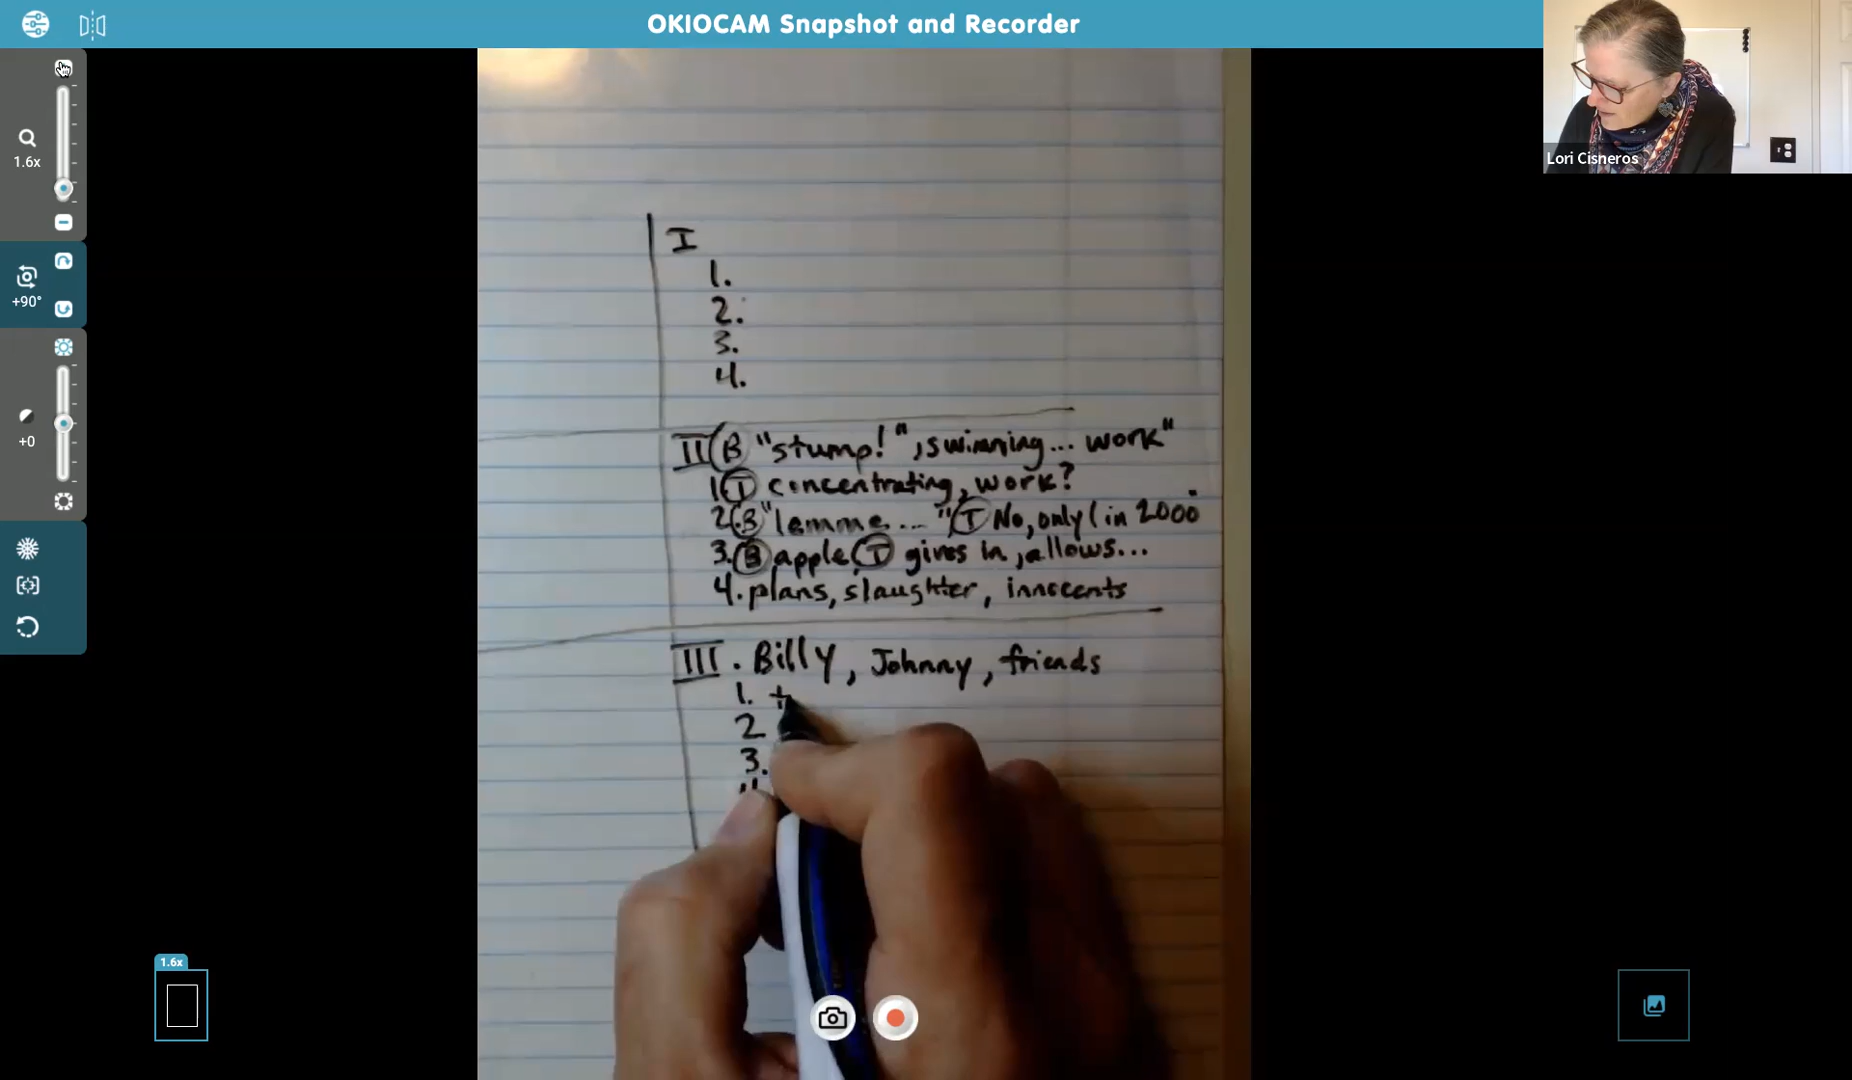 OKIOCAM Snapshot and Recorder
1.6x
+90°
+0
Lori Cisneros
I
1.
2.
3.
4.
II (B) "stump!", swimming... work"
1 (T) concentrating, work?
2. (B) "lemme... " (T) No, only 1 in 2000
3. (B) apple, (T) gives in, allows...
4. plans, slaughter, innocents
III. Billy, Johnny, friends
1. t
2
3.
1.6x